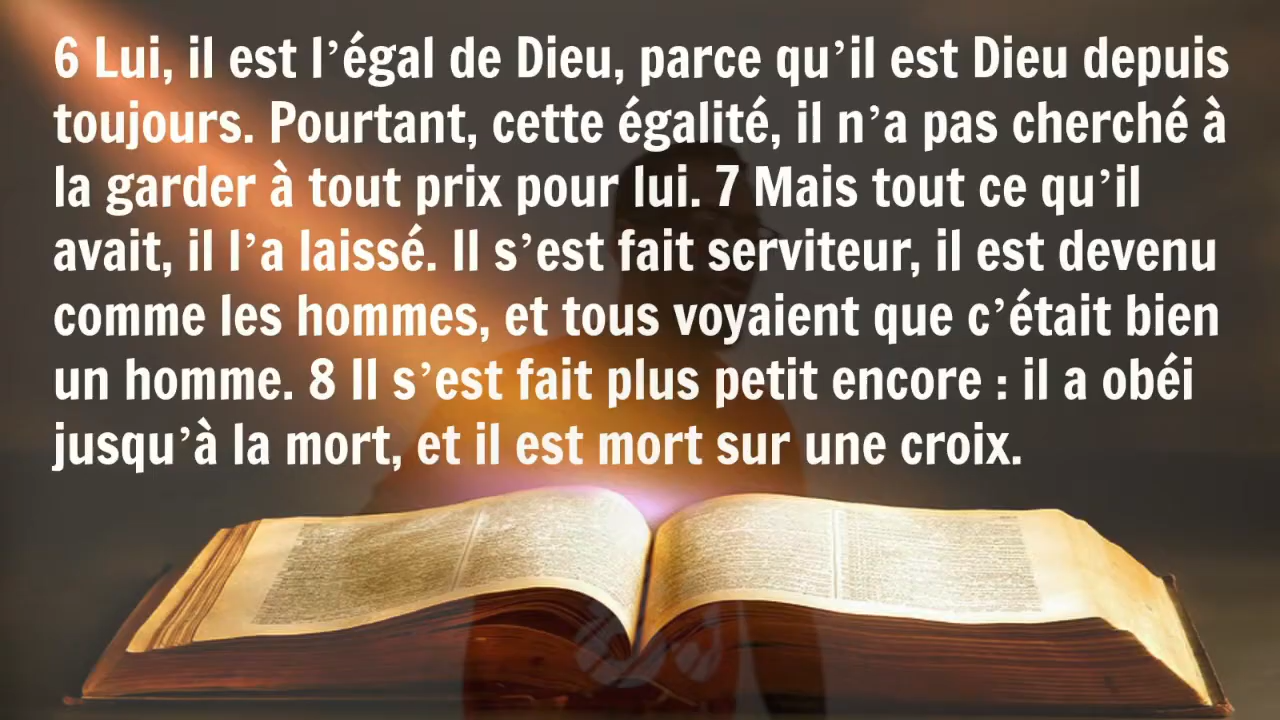 6 Lui, il est l’égal de Dieu, parce qu’il est Dieu depuis
toujours. Pourtant, cette égalité, il n’a pas cherché à
la garder à tout prix pour lui. 7 Mais tout ce qu’il
avait, il l’a laissé. Il s’est fait serviteur, il est devenu
comme les hommes, et tous voyaient que c’était bien
un homme. 8 Il s’est fait plus petit encore : il a obéi
jusqu’à la mort, et il est mort sur une croix.